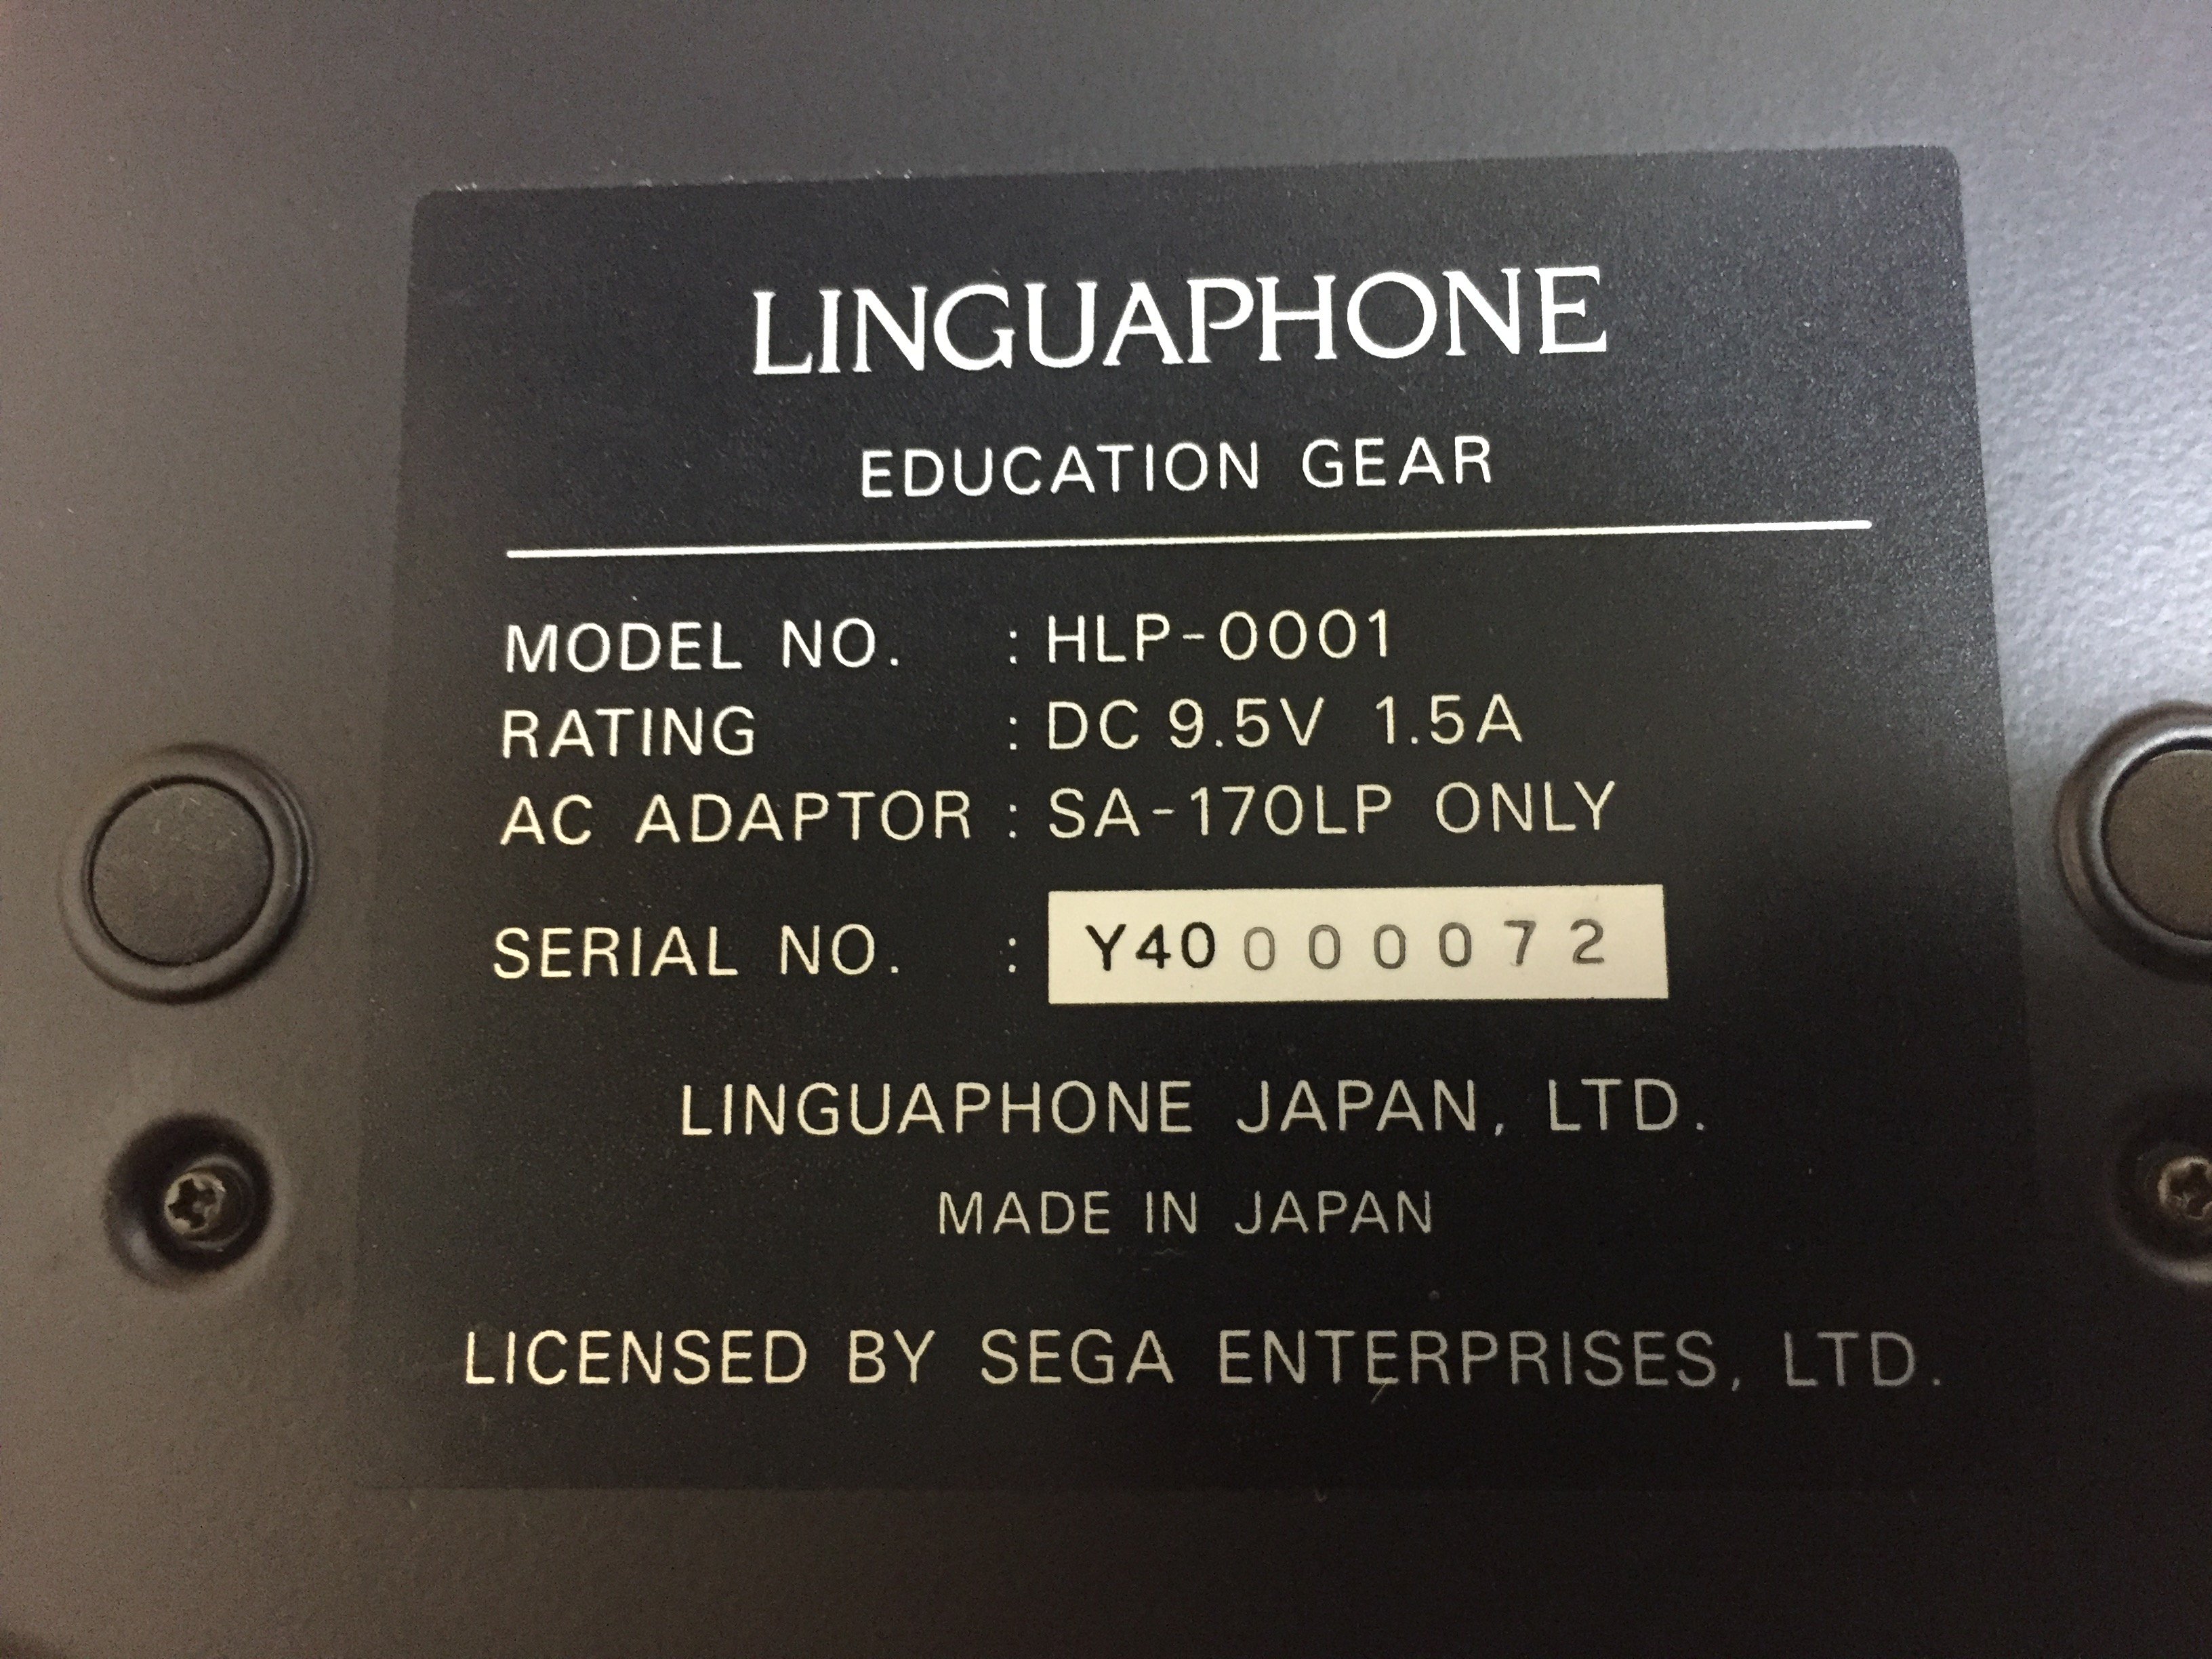 LINGUAPHONE
EDUCATION GEAR
MODEL NO. : HLP-0001
RATING : DC 9.5V 1.5A
AC ADAPTOR : SA-170LP ONLY
SERIAL NO. : Y40000072
LINGUAPHONE JAPAN, LTD.
MADE IN JAPAN
LICENSED BY SEGA ENTERPRISES, LTD.